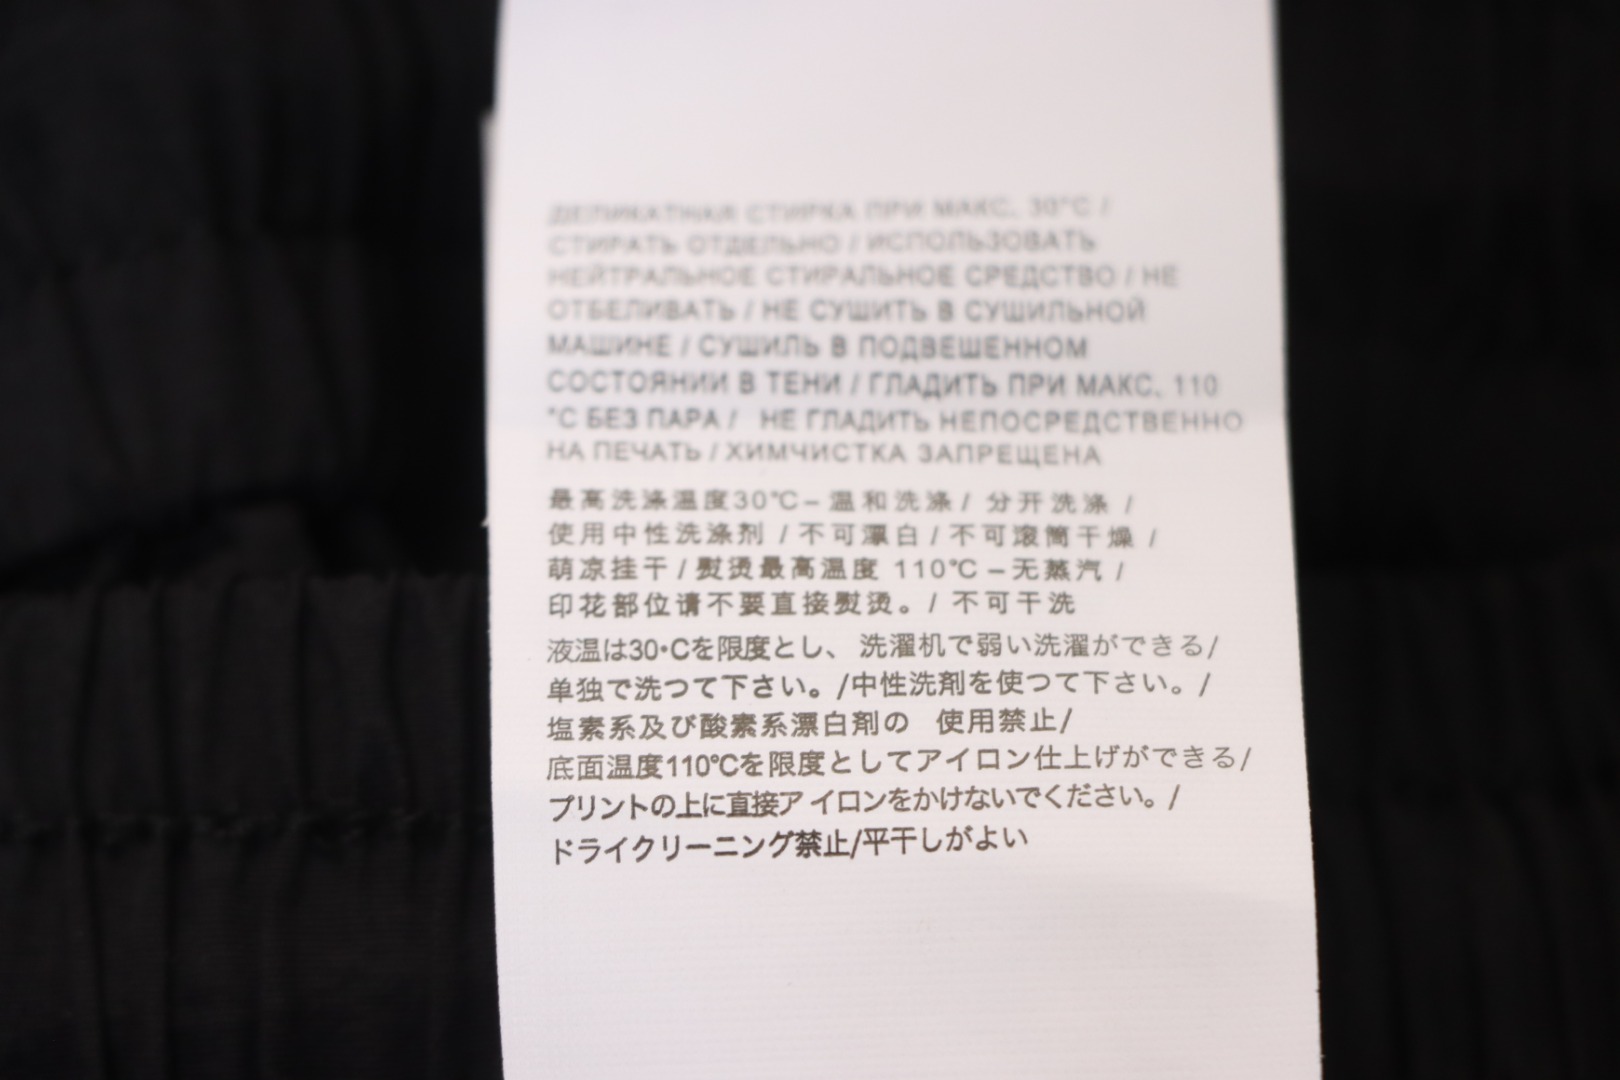 ДЕЛИКАТНАЯ СТИРКА ПРИ МАКС. 30°C /
СТИРАТЬ ОТДЕЛЬНО / ИСПОЛЬЗОВАТЬ
НЕЙТРАЛЬНОЕ СТИРАЛЬНОЕ СРЕДСТВО / НЕ
ОТБЕЛИВАТЬ / НЕ СУШИТЬ В СУШИЛЬНОЙ
МАШИНЕ / СУШИЛЬ В ПОДВЕШЕННОМ
СОСТОЯНИИ В ТЕНИ / ГЛАДИТЬ ПРИ МАКС. 110
°C БЕЗ ПАРА / НЕ ГЛАДИТЬ НЕПОСРЕДСТВЕННО
НА ПЕЧАТЬ / ХИМЧИСТКА ЗАПРЕЩЕНА
最高洗涤温度30℃–温和洗涤 / 分开洗涤 /
使用中性洗涤剂 / 不可漂白 / 不可滚筒干燥 /
萌凉挂干 / 熨烫最高温度 110℃ – 无蒸汽 /
印花部位请不要直接熨烫。/ 不可干洗
液温は30•Cを限度とし、 洗濯机で弱い洗濯ができる/
单独で洗つて下さい。/中性洗剤を使つて下さい。/
塩素系及び酸素系漂白剤の 使用禁止/
底面温度110℃を限度としてアイロン仕上げができる/
プリントの上に直接ア イロンをかけないでください。/
ドライクリーニング禁止/平干しがよい